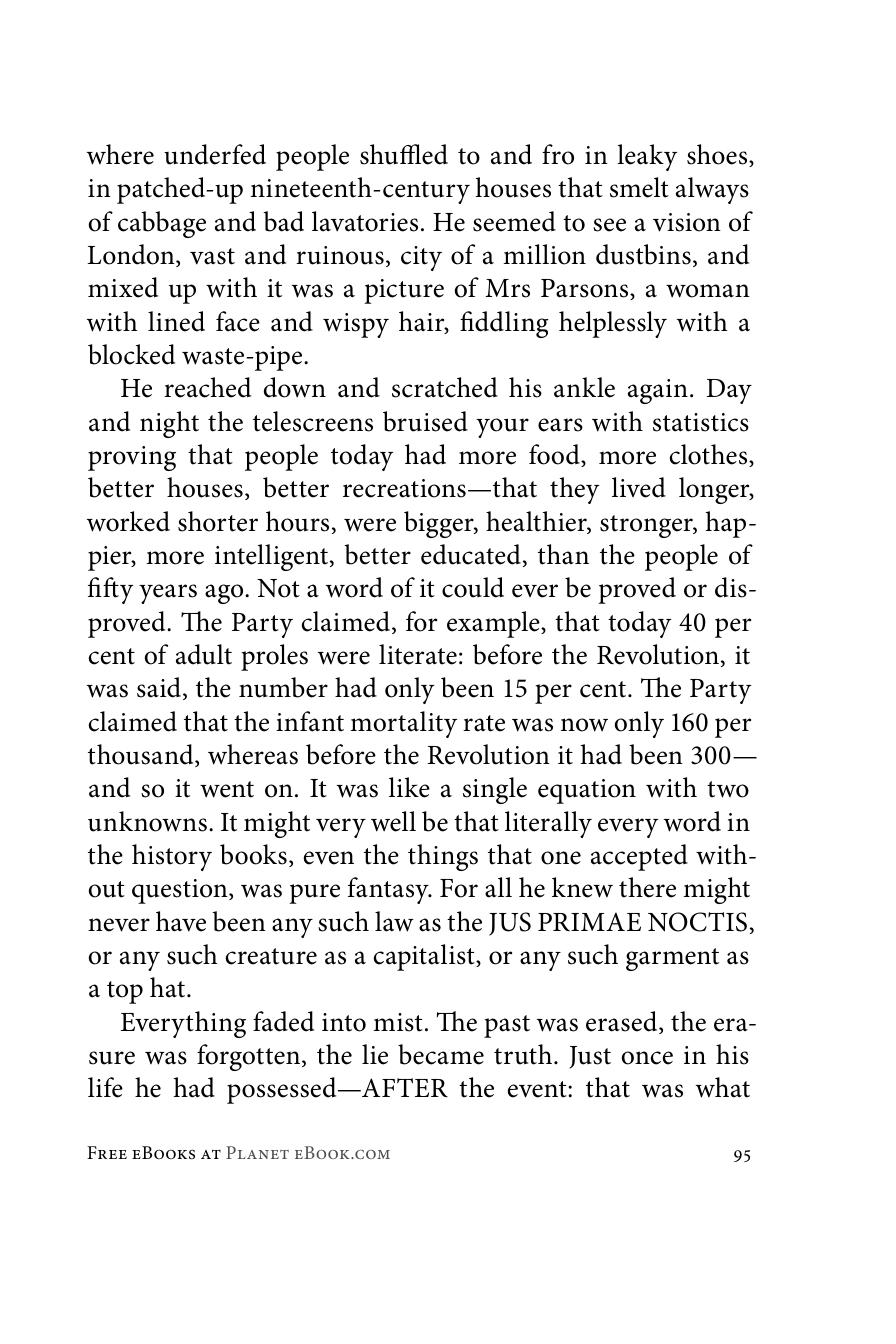 where underfed people shuffled to and fro in leaky shoes,
in patched-up nineteenth-century houses that smelt always
of cabbage and bad lavatories. He seemed to see a vision of
London, vast and ruinous, city of a million dustbins, and
mixed up with it was a picture of Mrs Parsons, a woman
with lined face and wispy hair, fiddling helplessly with a
blocked waste-pipe.
He reached down and scratched his ankle again. Day
and night the telescreens bruised your ears with statistics
proving that people today had more food, more clothes,
better houses, better recreations—that they lived longer,
worked shorter hours, were bigger, healthier, stronger, hap-
pier, more intelligent, better educated, than the people of
fifty years ago. Not a word of it could ever be proved or dis-
proved. The Party claimed, for example, that today 40 per
cent of adult proles were literate: before the Revolution, it
was said, the number had only been 15 per cent. The Party
claimed that the infant mortality rate was now only 160 per
thousand, whereas before the Revolution it had been 300—
and so it went on. It was like a single equation with two
unknowns. It might very well be that literally every word in
the history books, even the things that one accepted with-
out question, was pure fantasy. For all he knew there might
never have been any such law as the JUS PRIMAE NOCTIS,
or any such creature as a capitalist, or any such garment as
a top hat.
Everything faded into mist. The past was erased, the era-
sure was forgotten, the lie became truth. Just once in his
life he had possessed—AFTER the event: that was what
Free eBooks at Planet eBook.com 95